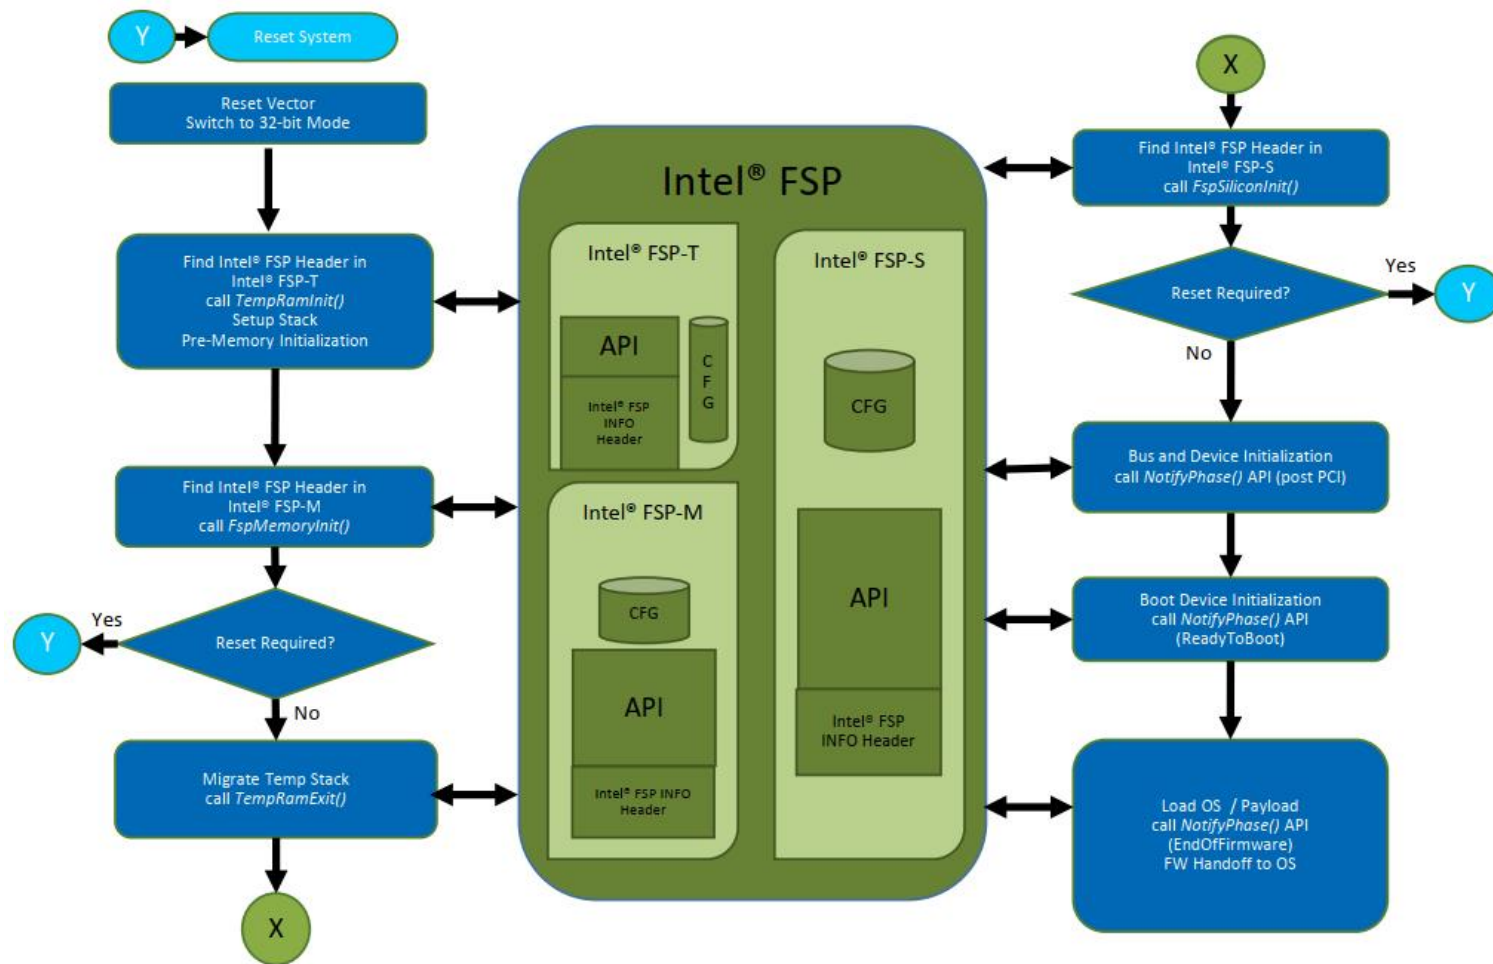 Y
Reset System
Reset Vector
Switch to 32-bit Mode
Find Intel® FSP Header in
Intel® FSP-T
call TempRamInit()
Setup Stack
Pre-Memory Initialization
Find Intel® FSP Header in
Intel® FSP-M
call FspMemoryInit()
Yes
Y
Reset Required?
No
Migrate Temp Stack
call TempRamExit()
X
Intel® FSP
Intel® FSP-T
API
Intel® FSP
INFO
Header
C
F
G
Intel® FSP-M
CFG
API
Intel® FSP INFO
Header
Intel® FSP-S
CFG
API
Intel® FSP
INFO Header
X
Find Intel® FSP Header in
Intel® FSP-S
call FspSiliconInit()
Reset Required?
Yes
Y
No
Bus and Device Initialization
call NotifyPhase() API (post PCI)
Boot Device Initialization
call NotifyPhase() API
(ReadyToBoot)
Load OS / Payload
call NotifyPhase() API
(EndOfFirmware)
FW Handoff to OS